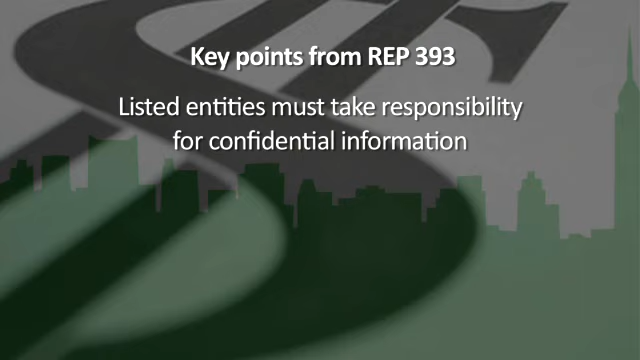 Key points from REP 393
Listed entities must take responsibility
for confidential information